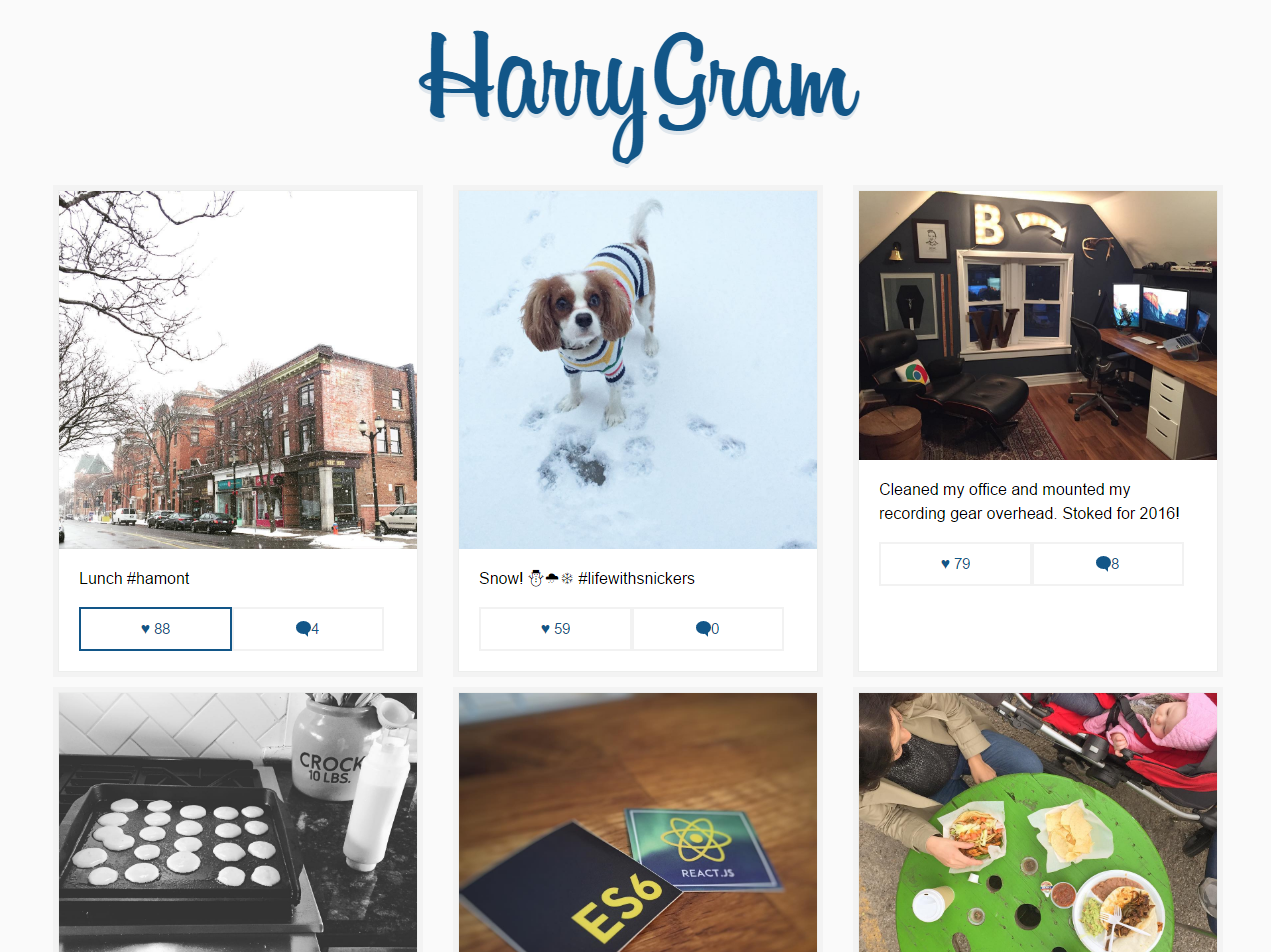 HarryGram
B
W
Lunch #hamont
♥ 88
4
Snow! ☃️🌧❄ #lifewithsnickers
♥ 59
0
Cleaned my office and mounted my
recording gear overhead. Stoked for 2016!
♥ 79
8
CROCK
10 LBS.
REACT.JS
ES6